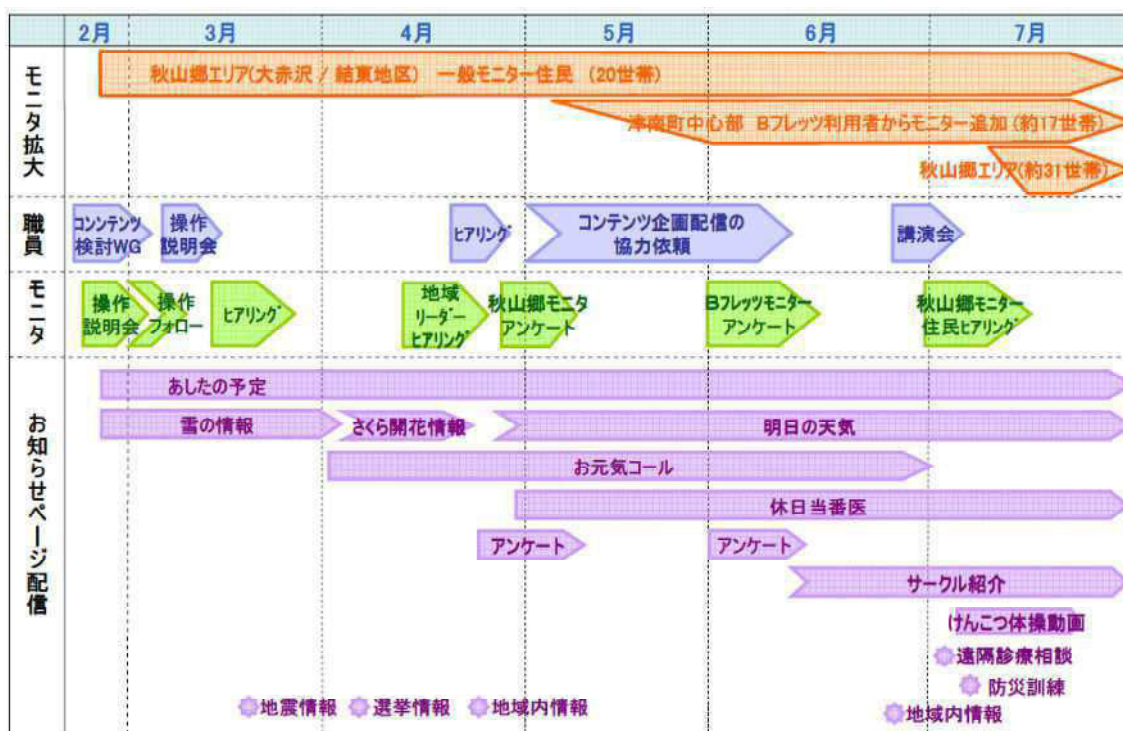 2月 3月 4月 5月 6月 7月
モニタ拡大
秋山郷エリア(大赤沢 / 結東地区) 一般モニター住民 (20世帯)
津南町中心部 Bフレッツ利用者からモニター追加 (約17世帯)
秋山郷エリア(約31世帯)
職員
コンンテンツ
検討WG
操作
説明会
ヒアリング
コンテンツ企画配信の
協力依頼
講演会
モニタ
操作
説明会
操作
フォロー
ヒアリング
地域
リーダー
ヒアリング
秋山郷モニタ
アンケート
Bフレッツモニター
アンケート
秋山郷モニター
住民ヒアリング
お知らせページ配信
あしたの予定
雪の情報 さくら開花情報 明日の天気
お元気コール
休日当番医
アンケート アンケート
サークル紹介
けんこつ体操動画
遠隔診療相談
防災訓練
地震情報 選挙情報 地域内情報 地域内情報